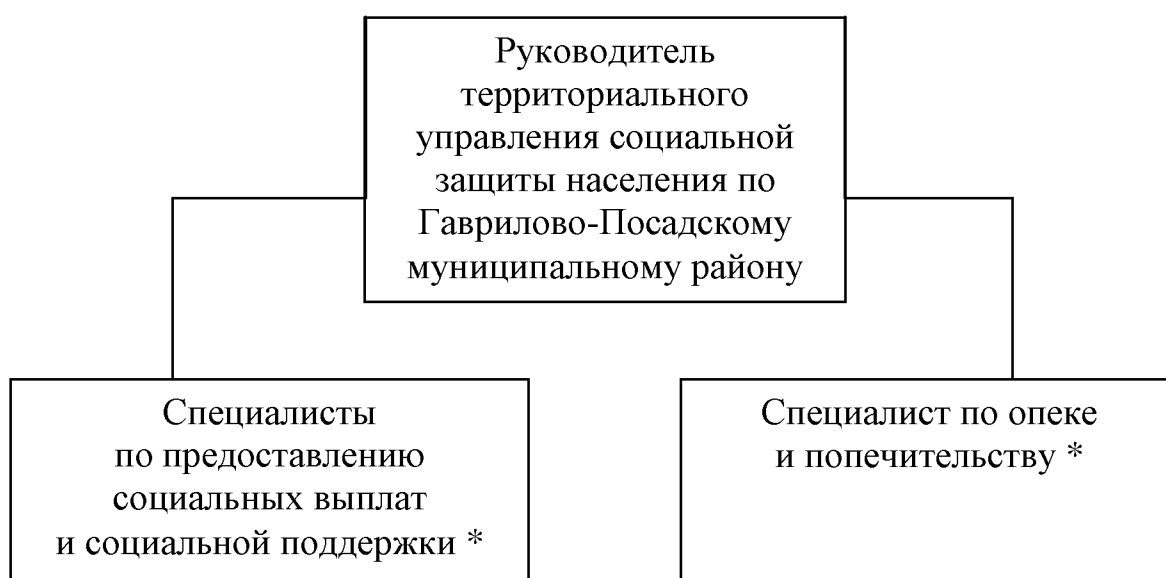 Руководитель
территориального
управления социальной
защиты населения по
Гаврилово-Посадскому
муниципальному району
Специалисты
по предоставлению
социальных выплат
и социальной поддержки *
Специалист по опеке
и попечительству *